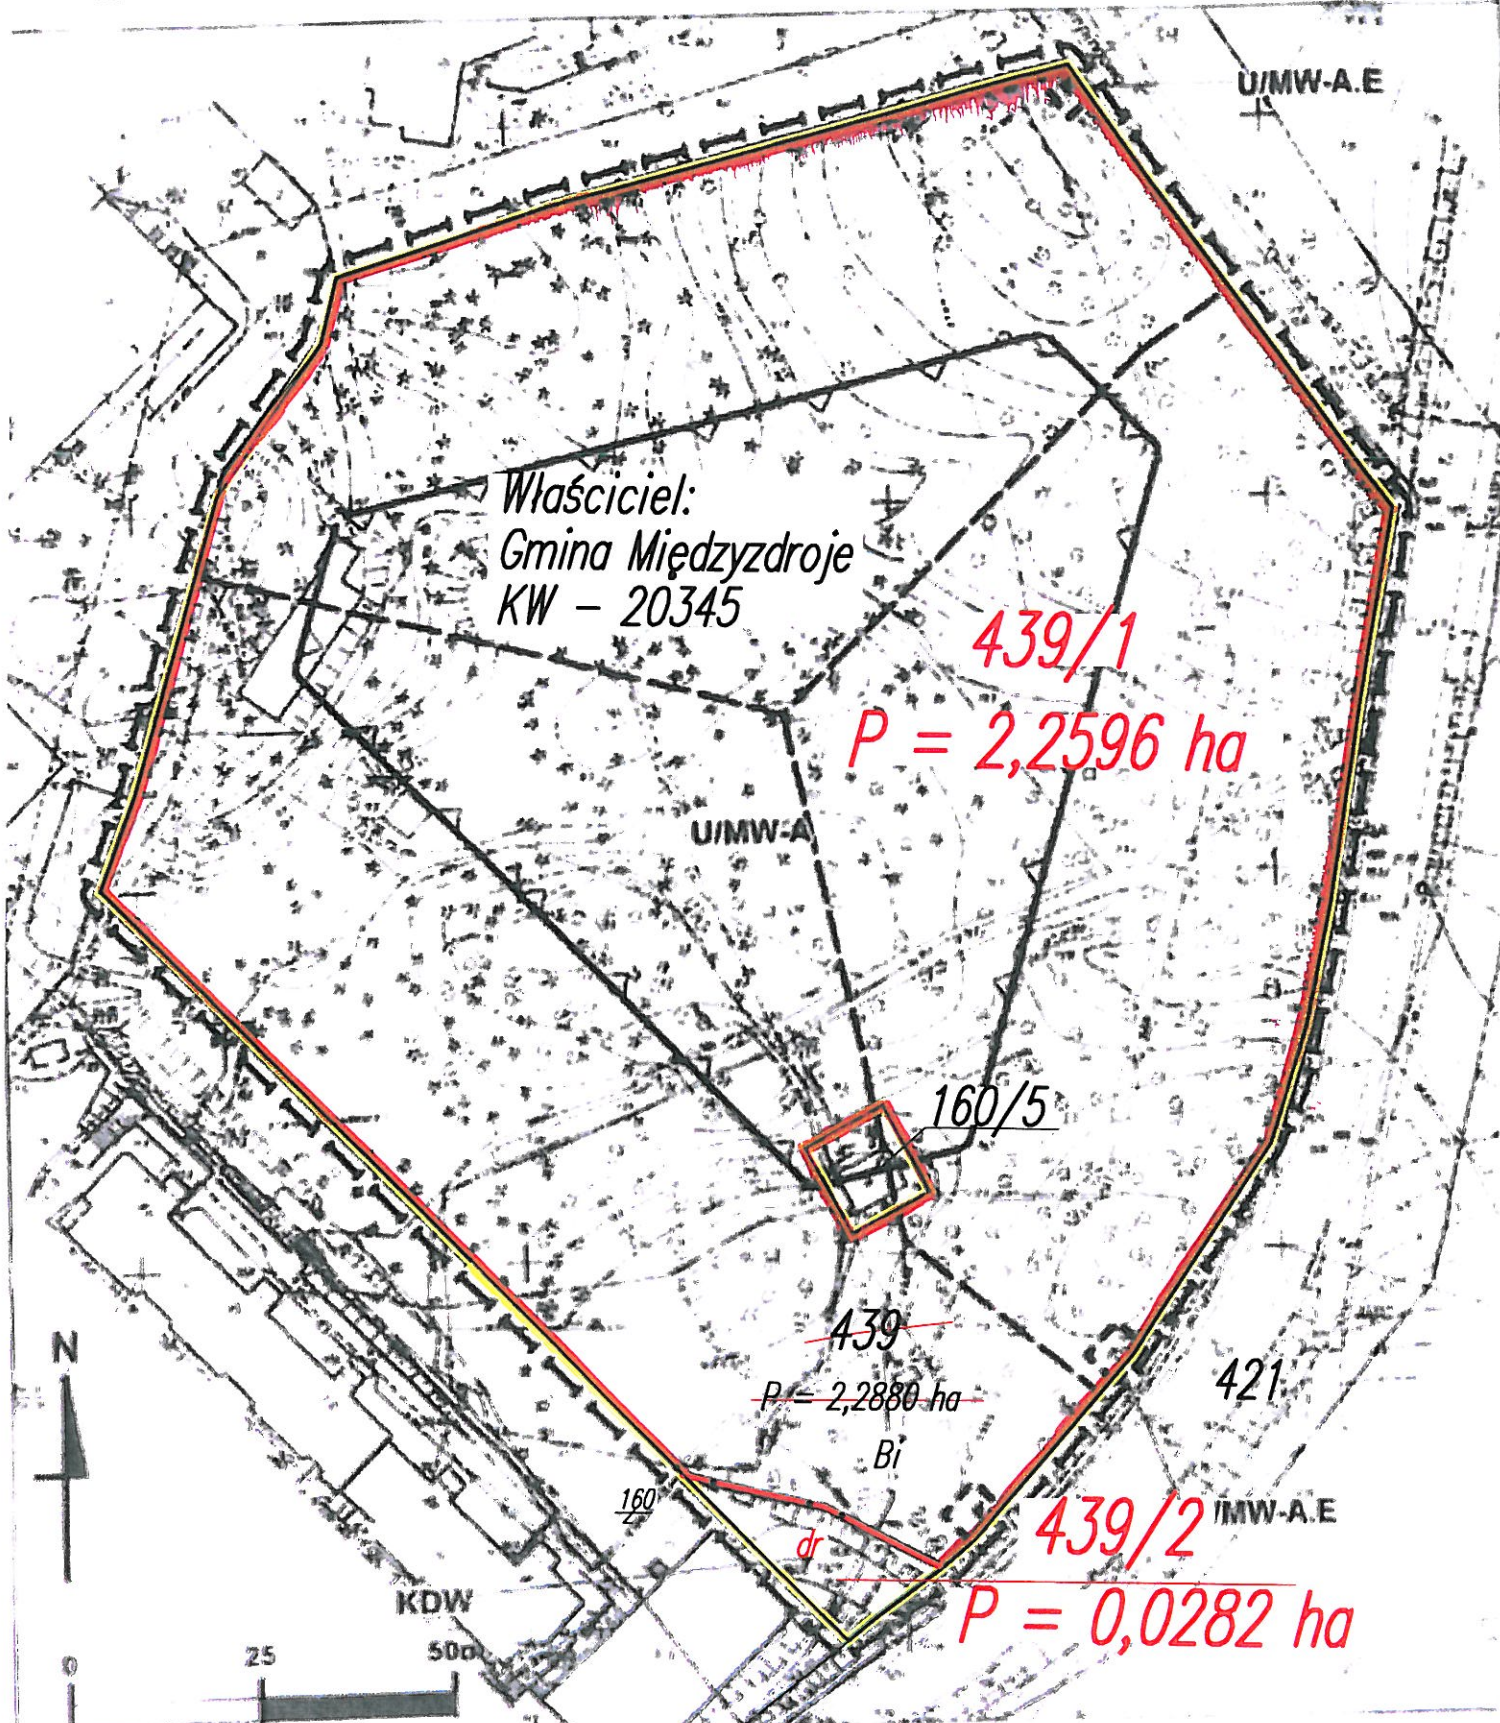 U/MW-A.E
Właściciel:
Gmina Międzyzdroje
KW - 20345
439/1
P = 2,2596 ha
U/MW-A
160/5
439
P = 2,2880 ha
Bi
421
N
160
dr
439/2
/MW-A.E
P = 0,0282 ha
KDW
0 25 50m